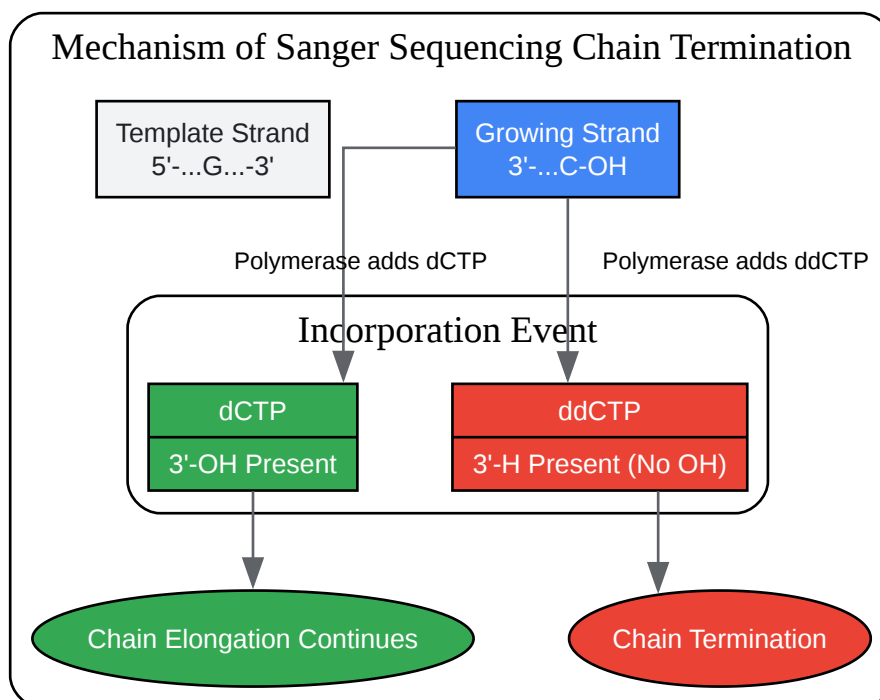 Mechanism of Sanger Sequencing Chain Termination
Template Strand
5'-...G...-3'
Growing Strand
3'-...C-OH
Polymerase adds dCTP
Polymerase adds ddCTP
Incorporation Event
dCTP
3'-OH Present
ddCTP
3'-H Present (No OH)
Chain Elongation Continues
Chain Termination